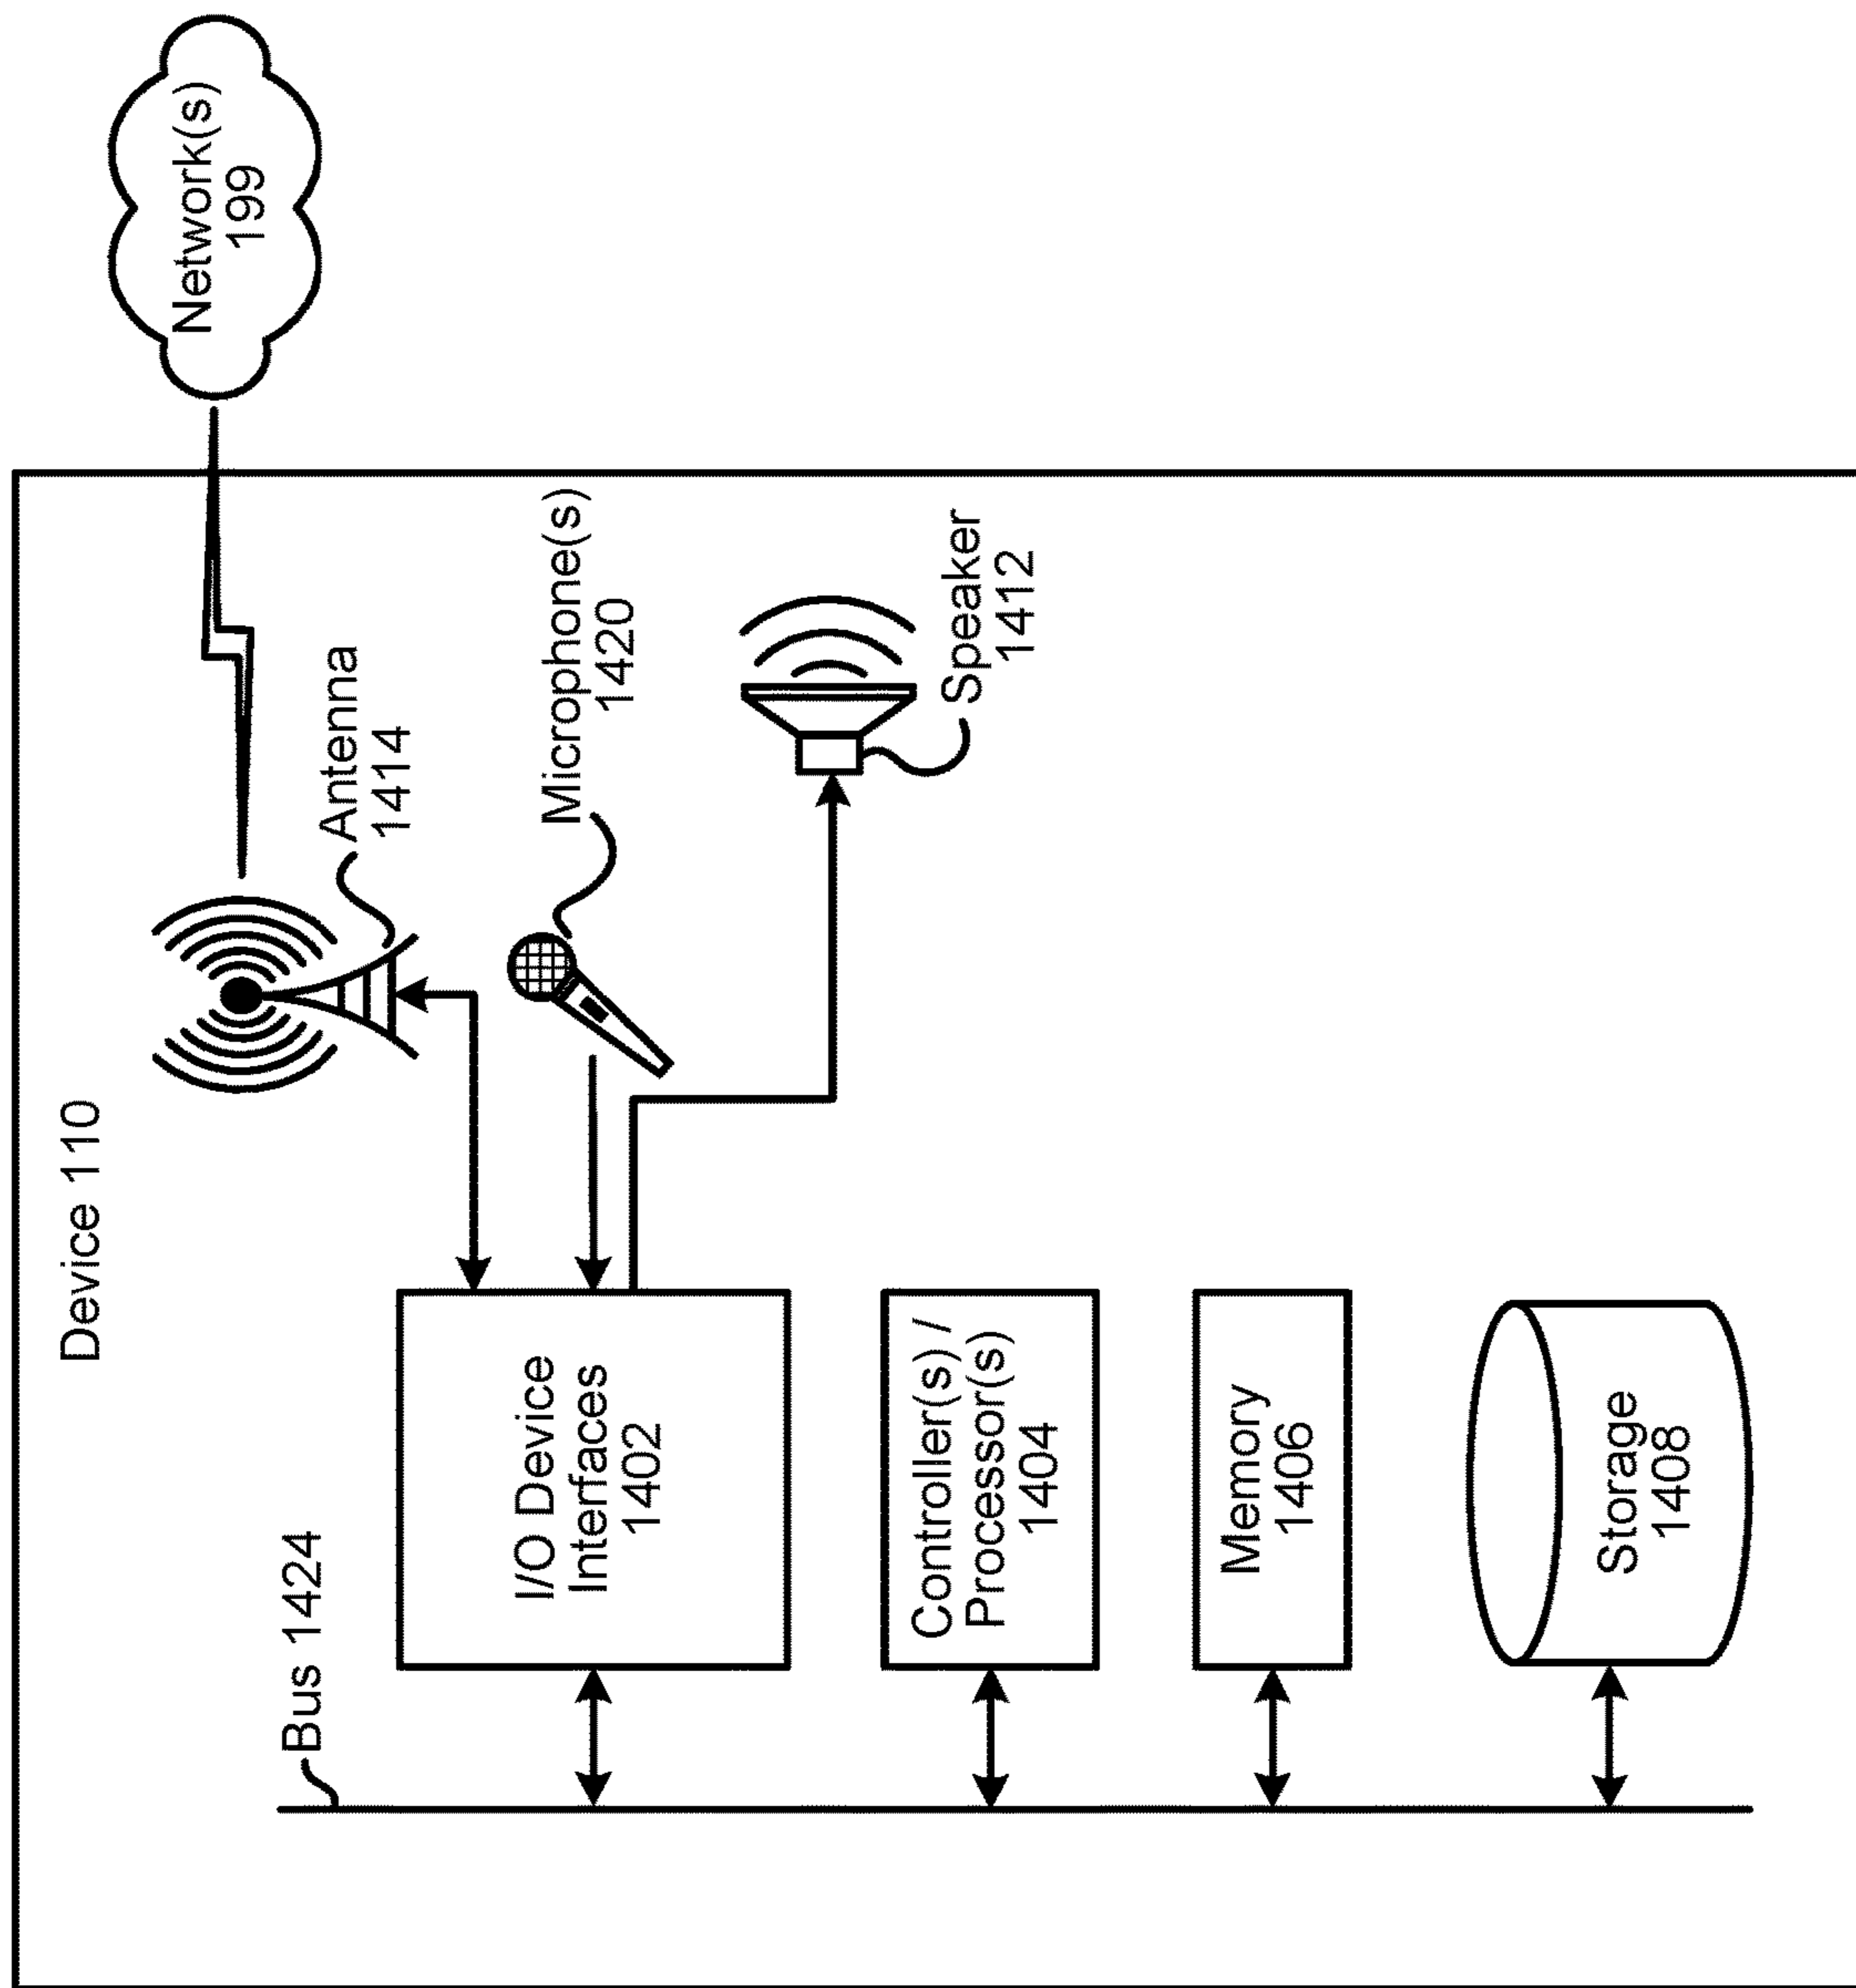 Device 110
Network(s)
199
Bus 1424
Antenna
1414
I/O Device
Interfaces
1402
Microphone(s)
1420
Speaker
1412
Controller(s) /
Processor(s)
1404
Memory
1406
Storage
1408